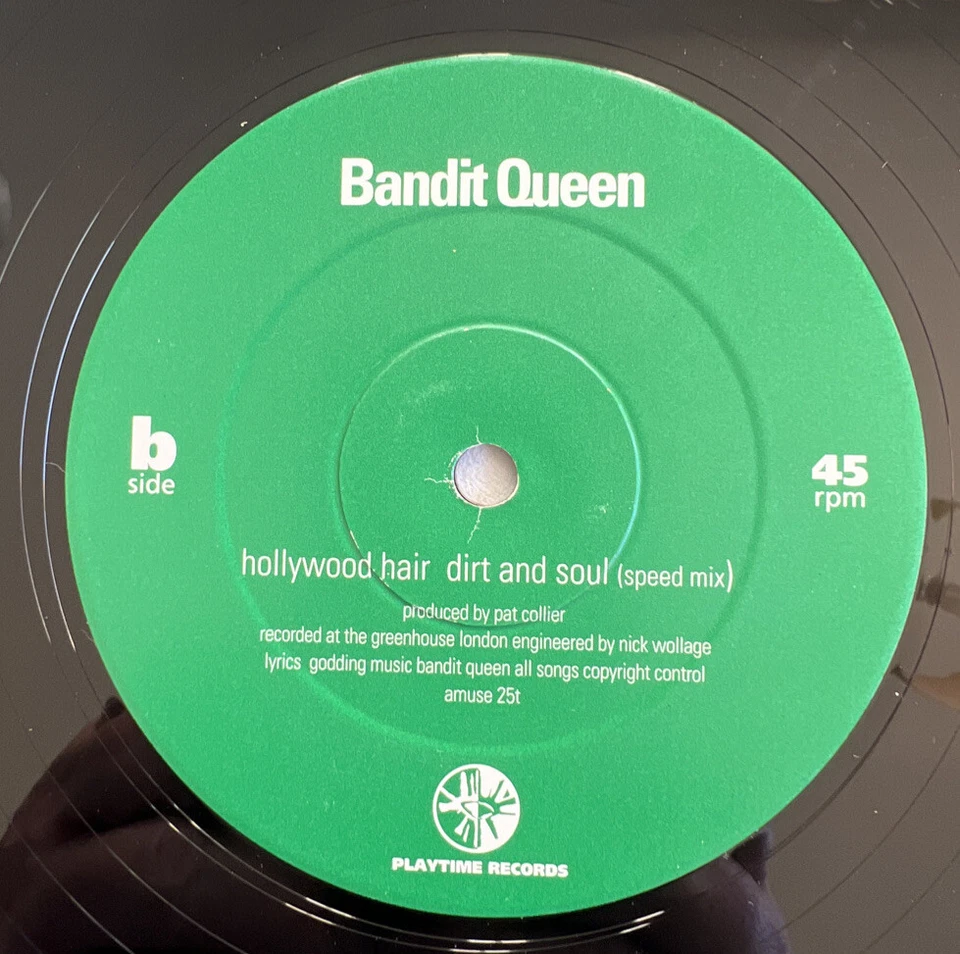 Bandit Queen
b
side
45
rpm
hollywood hair  dirt and soul (speed mix)
produced by pat collier
recorded at the greenhouse london engineered by nick wollage
lyrics  godding music bandit queen all songs copyright control
amuse 25t
PLAYTIME RECORDS